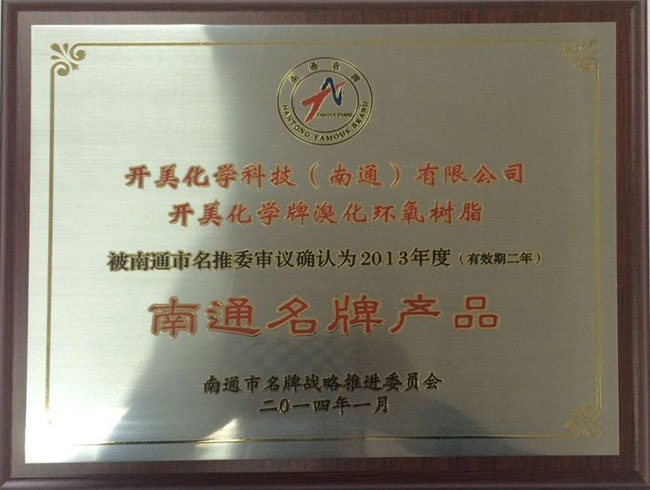 南通名牌
FAMOUS BRAND
NANTONG FAMOUS BRAND
开美化学科技（南通）有限公司
开美化学牌溴化环氧树脂
被南通市名推委审议确认为2013年度（有效期二年）
南通名牌产品
南通市名牌战略推进委员会
二〇一四年一月